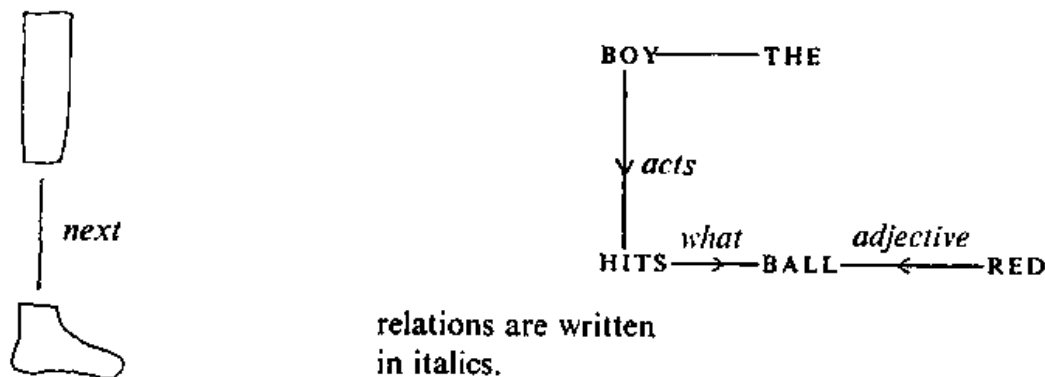 BOY THE
acts
next
HITS what BALL adjective RED
relations are written
in italics.